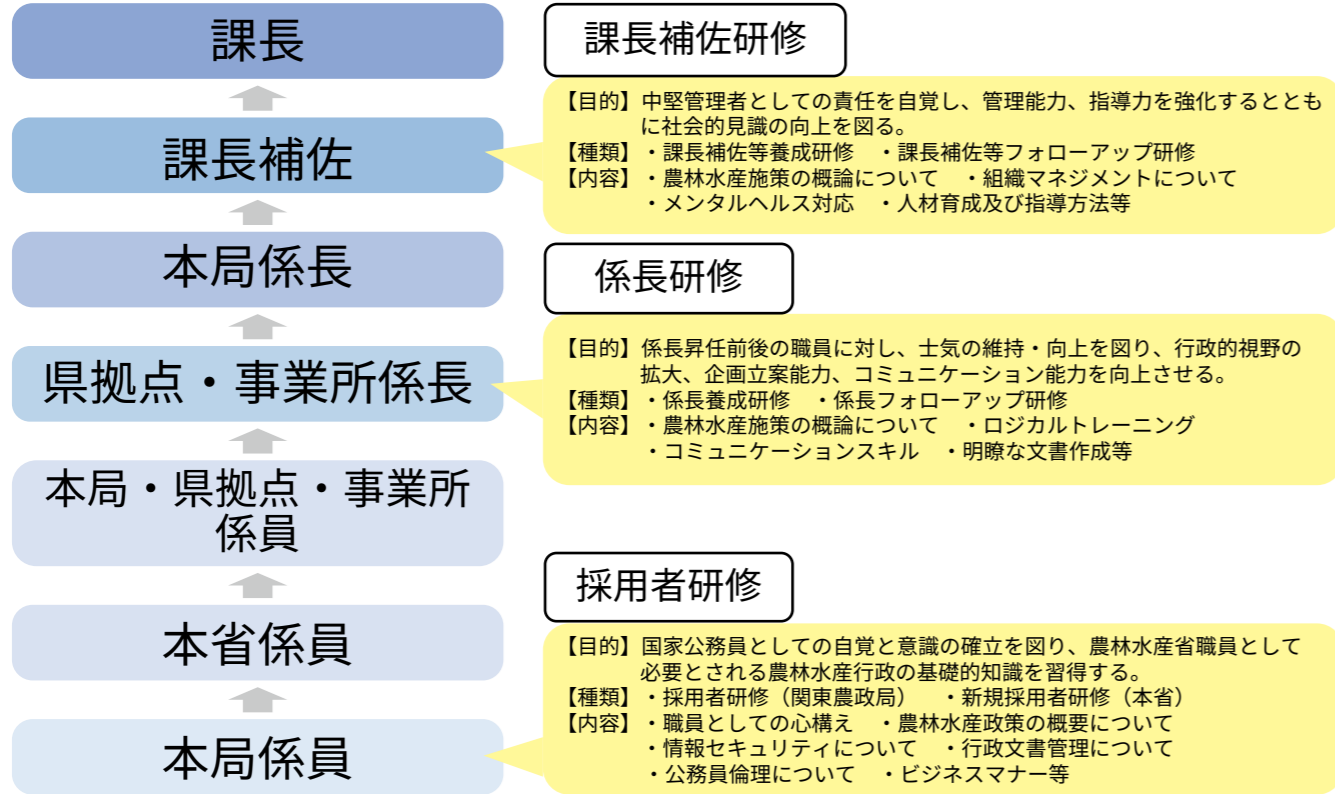 課長
課長補佐
本局係長
県拠点・事業所係長
本局・県拠点・事業所
係員
本省係員
本局係員
課長補佐研修
【目的】中堅管理者としての責任を自覚し、管理能力、指導力を強化するととも
に社会的見識の向上を図る。
【種類】・課長補佐等養成研修　・課長補佐等フォローアップ研修
【内容】・農林水産施策の概論について　・組織マネジメントについて
・メンタルヘルス対応　・人材育成及び指導方法等
係長研修
【目的】係長昇任前後の職員に対し、士気の維持・向上を図り、行政的視野の
拡大、企画立案能力、コミュニケーション能力を向上させる。
【種類】・係長養成研修　・係長フォローアップ研修
【内容】・農林水産施策の概論について　・ロジカルトレーニング
・コミュニケーションスキル　・明瞭な文書作成等
採用者研修
【目的】国家公務員としての自覚と意識の確立を図り、農林水産省職員として
必要とされる農林水産行政の基礎的知識を習得する。
【種類】・採用者研修（関東農政局）　・新規採用者研修（本省）
【内容】・職員としての心構え　・農林水産政策の概要について
・情報セキュリティについて　・行政文書管理について
・公務員倫理について　・ビジネスマナー等